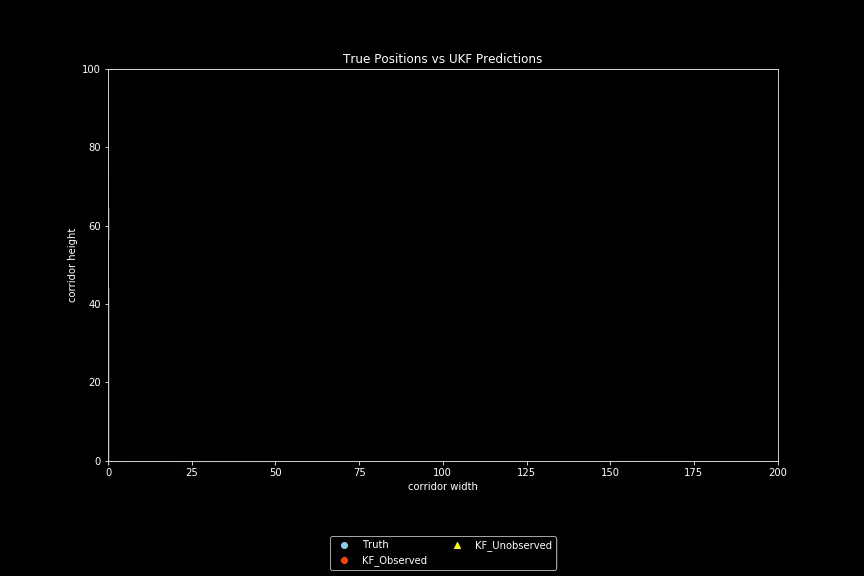 True Positions vs UKF Predictions
100
80
60
40
20
0
corridor height
0 25 50 75 100 125 150 175 200
corridor width
Truth KF_Unobserved
KF_Observed